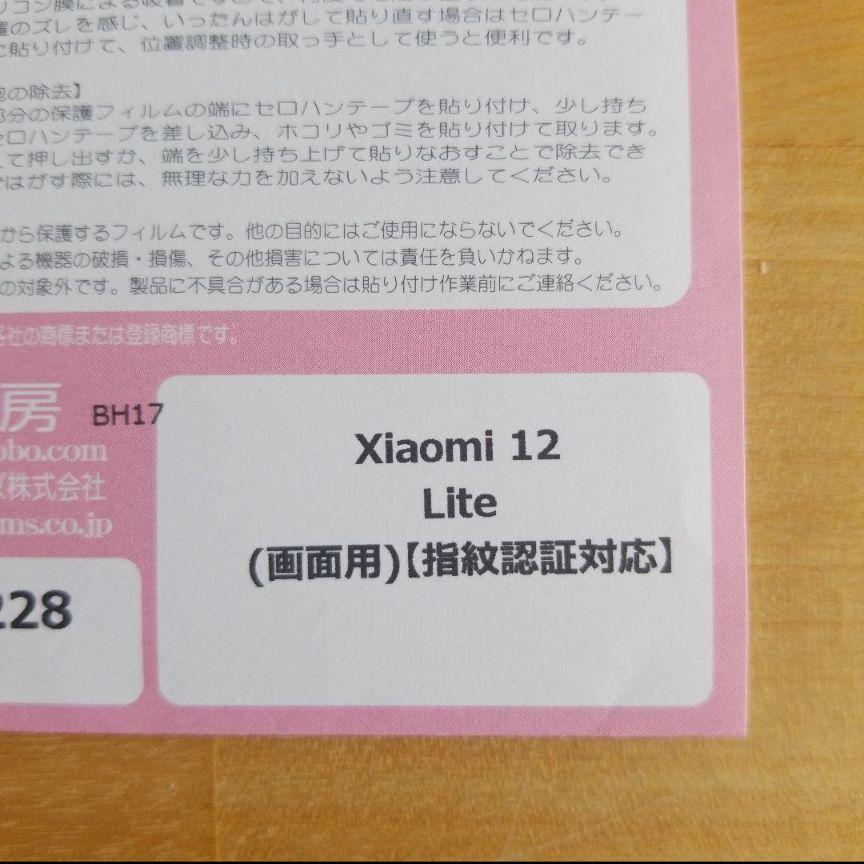 置のズレを感じ、いったんはがして貼り直す場合はセロハンテー
に貼り付けて、位置調整時の取っ手として使うと便利です。
の除去】
部分の保護フィルムの端にセロハンテープを貼り付け、少し持ち
セロハンテープを差し込み、ホコリやゴミを貼り付けて取ります。
て押し出すか、端を少し持ち上げて貼りなおすことで除去でき
ではがす際には、無理な力を加えないよう注意してください。
から保護するフィルムです。他の目的にはご使用にならないでください。
よる機器の破損・損傷、その他損害については責任を負いかねます。
の対象外です。製品に不具合がある場合は貼り付け作業前にご連絡ください。
各社の商標または登録商標です。
房 BH17
obo.com
株式会社
ms.co.jp
228
Xiaomi 12
Lite
(画面用)【指紋認証対応】